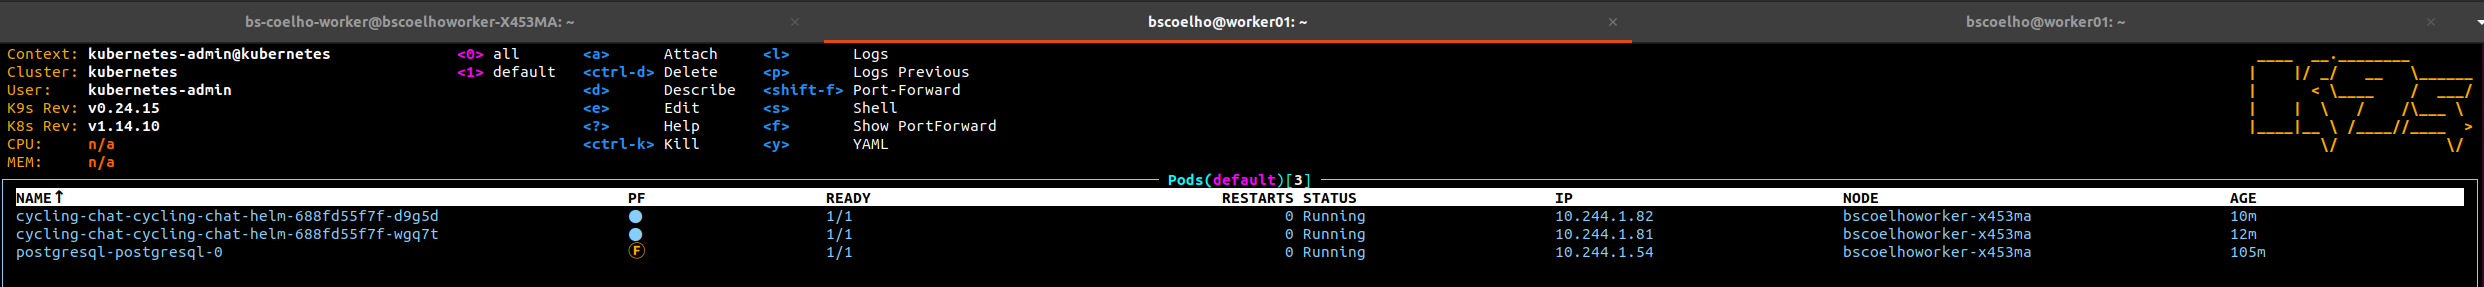 bs-coelho-worker@bscoelhoworker-X453MA: ~ × bscoelho@worker01: ~ × bscoelho@worker01: ~ ×
Context: kubernetes-admin@kubernetes <0> all <a> Attach <l> Logs
Cluster: kubernetes <1> default <ctrl-d> Delete <p> Logs Previous
User: kubernetes-admin <d> Describe <shift-f> Port-Forward
K9s Rev: v0.24.15 <e> Edit <s> Shell
K8s Rev: v1.14.10 <?> Help <f> Show PortForward
CPU: n/a <ctrl-k> Kill <y> YAML
MEM: n/a
K9s
Pods(default)[3]
NAME↑ PF READY RESTARTS STATUS IP NODE AGE
cycling-chat-cycling-chat-helm-688fd55f7f-d9g5d ● 1/1 0 Running 10.244.1.82 bscoelhoworker-x453ma 10m
cycling-chat-cycling-chat-helm-688fd55f7f-wgq7t ● 1/1 0 Running 10.244.1.81 bscoelhoworker-x453ma 12m
postgresql-postgresql-0 Ⓕ 1/1 0 Running 10.244.1.54 bscoelhoworker-x453ma 105m